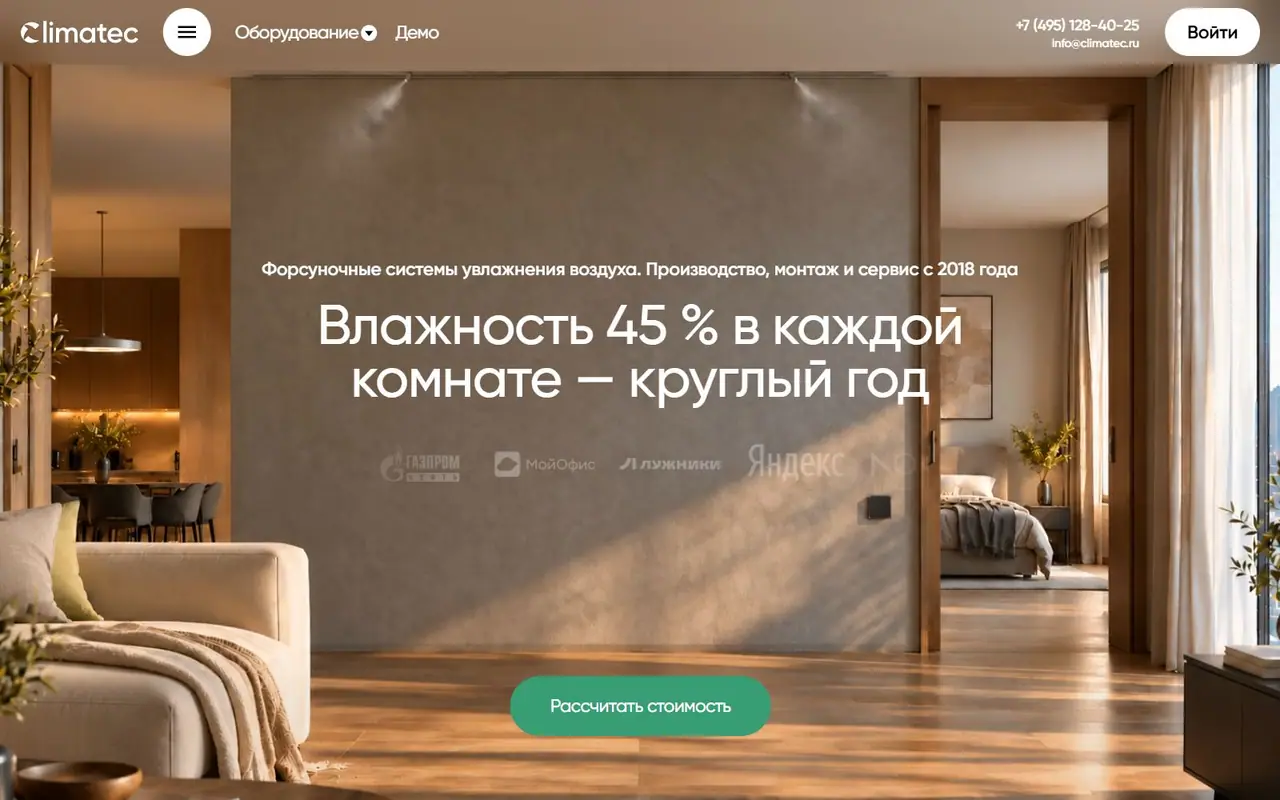 Climatec
Оборудование
Демо
+7 (495) 128-40-25
info@climatec.ru
Войти
Форсуночные системы увлажнения воздуха. Производство, монтаж и сервис с 2018 года
Влажность 45 % в каждой
комнате — круглый год
ГАЗПРОМ
НЕФТЬ
МойОфис
ЛУЖНИКИ
Яндекс
Рассчитать стоимость